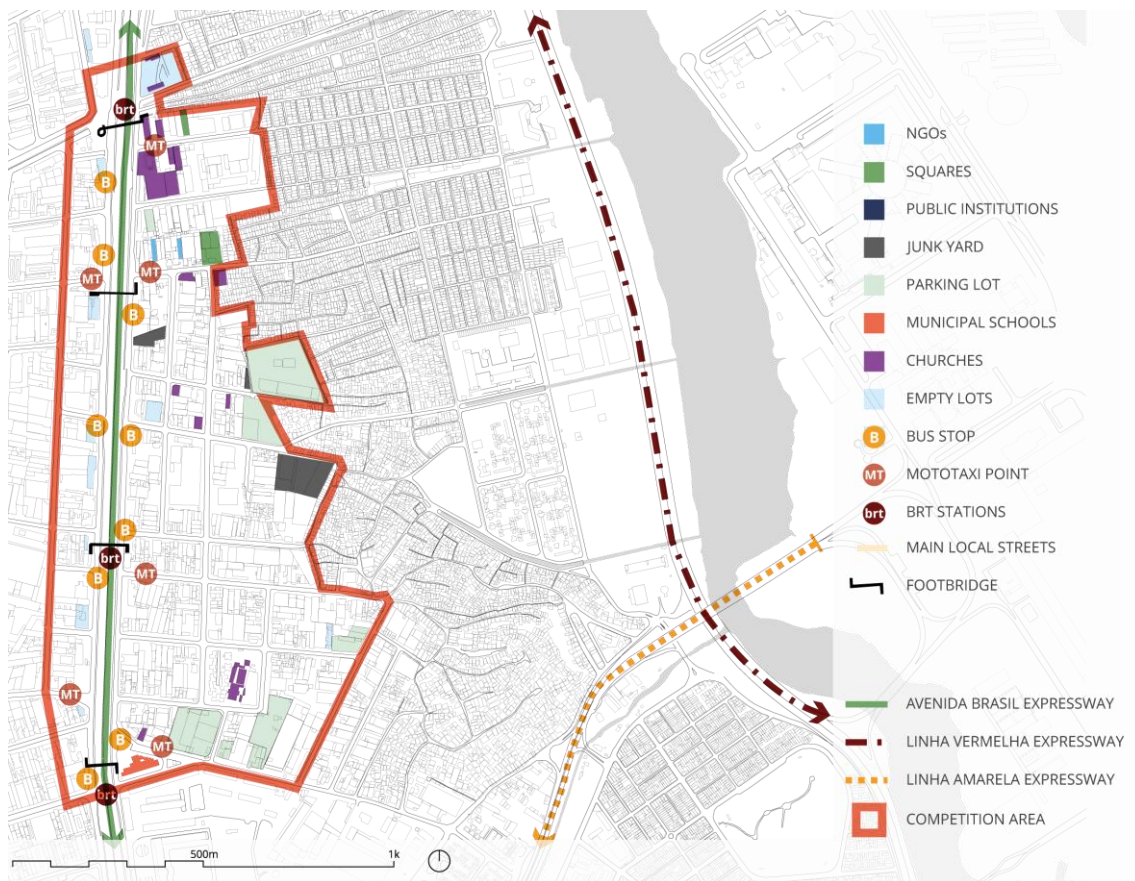 brt
MT
B
B
MT
MT
B
B
B
B
brt
B
MT
MT
B
MT
B
brt
500m
1k
NGOs
SQUARES
PUBLIC INSTITUTIONS
JUNK YARD
PARKING LOT
MUNICIPAL SCHOOLS
CHURCHES
EMPTY LOTS
B BUS STOP
MT MOTOTAXI POINT
brt BRT STATIONS
MAIN LOCAL STREETS
FOOTBRIDGE
AVENIDA BRASIL EXPRESSWAY
LINHA VERMELHA EXPRESSWAY
LINHA AMARELA EXPRESSWAY
COMPETITION AREA